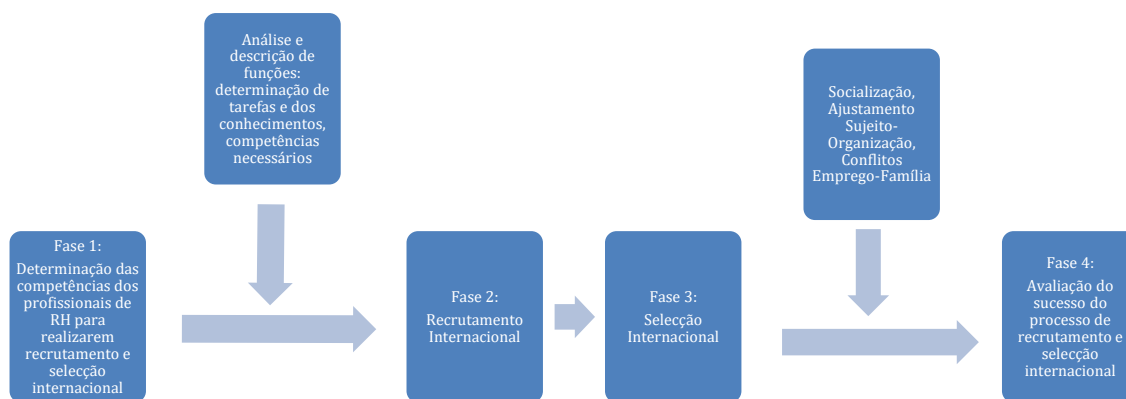 Análise e
descrição de
funções:
determinação de
tarefas e dos
conhecimentos,
competências
necessários
Socialização,
Ajustamento
Sujeito-
Organização,
Conflitos
Emprego-Família
Fase 1:
Determinação das
competências dos
profissionais de
RH para
realizarem
recrutamento e
selecção
internacional
Fase 2:
Recrutamento
Internacional
Fase 3:
Selecção
Internacional
Fase 4:
Avaliação do
sucesso do
processo de
recrutamento e
selecção
internacional